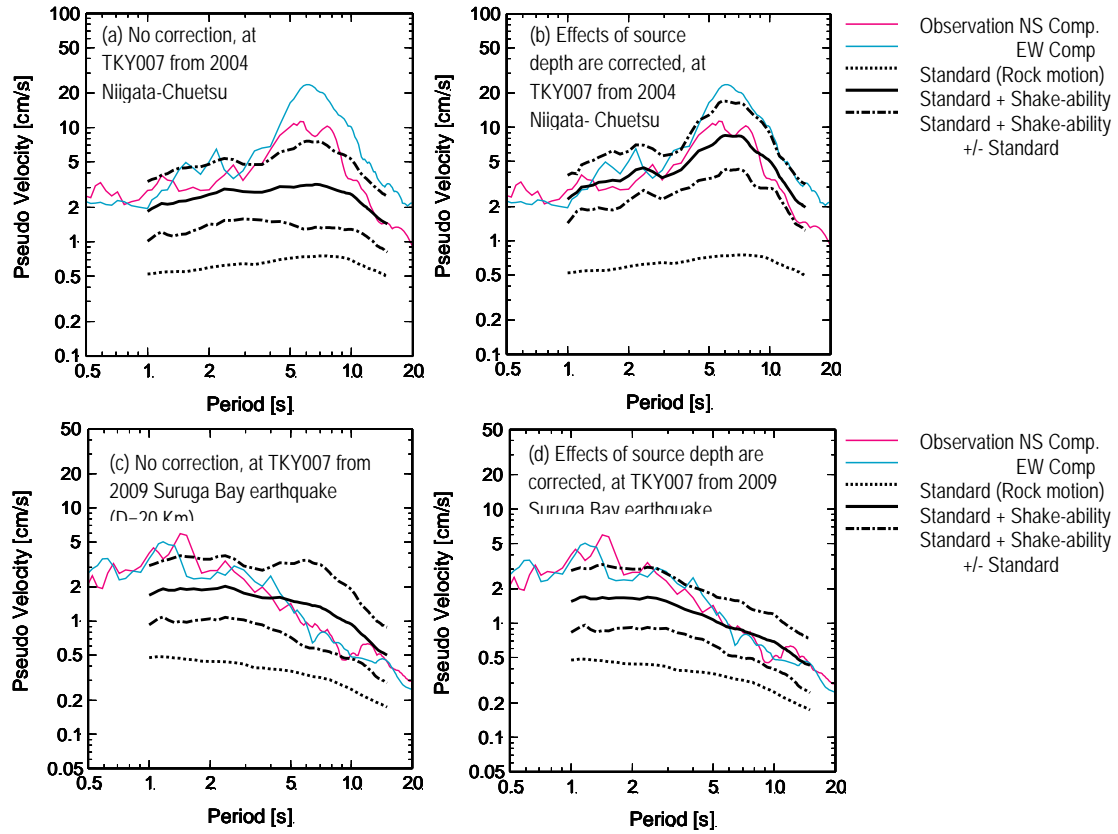 100
50
20
10
5
2
1
0.5
0.2
0.1
Pseudo Velocity [cm/s]
(a) No correction, at
TKY007 from 2004
Niigata-Chuetsu
0.5 1. 2 5. 10. 20.
Period [s].
100
50
20
10
5
2
1
0.5
0.2
0.1
Pseudo Velocity [cm/s]
(b) Effects of source
depth are corrected, at
TKY007 from 2004
Niigata- Chuetsu
0.5 1. 2 5. 10. 20
Period [s].
Observation NS Comp.
EW Comp
Standard (Rock motion)
Standard + Shake-ability
Standard + Shake-ability
+/- Standard
50
20
10
5
2
1
0.5
0.2
0.1
0.05
Pseudo Velocity [cm/s]
(c) No correction, at TKY007 from
2009 Suruga Bay earthquake
(D=20 Km)
0.5 1. 2. 5. 10. 20
Period [s].
50
20
10
5
2
1
0.5
0.2
0.1
0.05
Pseudo Velocity [cm/s]
(d) Effects of source depth are
corrected, at TKY007 from 2009
Suruga Bay earthquake
0.5 1. 2. 5. 10. 20.
Period [s].
Observation NS Comp.
EW Comp
Standard (Rock motion)
Standard + Shake-ability
Standard + Shake-ability
+/- Standard